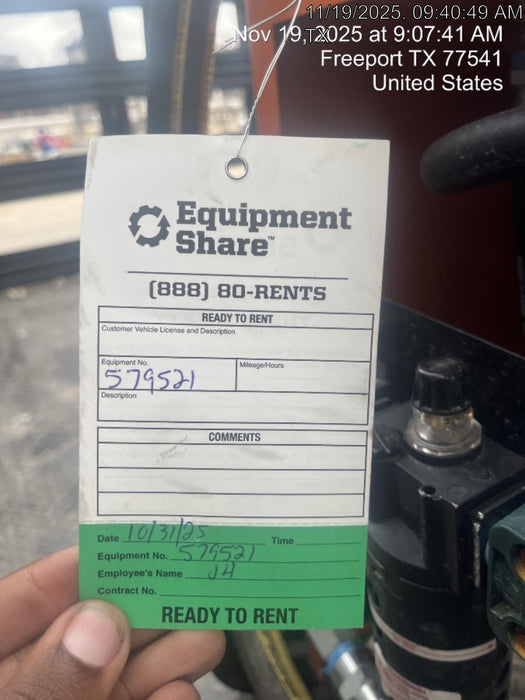 11/19/2025. 09:40:49 AM
Nov 19, 2025 at 9:07:41 AM
TX
Freeport TX 77541
United States
Equipment
Share™
(888) 80-RENTS
READY TO RENT
Customer Vehicle License and Description
Equipment No. Mileage/Hours
579521
Description
COMMENTS
Date 10/31/25 Time
Equipment No. 579521
Employee's Name JH
Contract No.
READY TO RENT